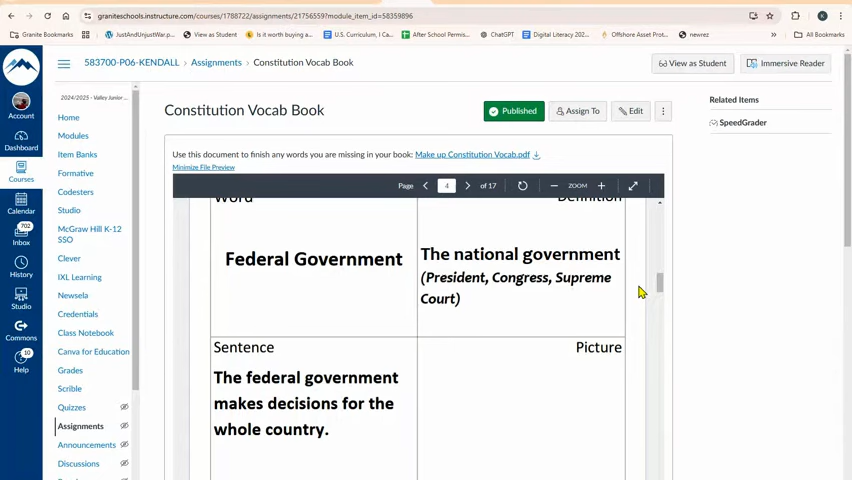 graniteschools.instructure.com/courses/1788722/assignments/21756559?module_item_id=58359896
Granite Bookmarks
JustAndUnjustWar.p...
View as Student
Is it worth buying a...
U.S. Curriculum, I Ca...
After School Permis...
ChatGPT
Digital Literacy 202...
Offshore Asset Prot...
newrez
All Bookmarks
583700-P06-KENDALL
Assignments
Constitution Vocab Book
View as Student
Immersive Reader
Account
Dashboard
Courses
Calendar
702
Inbox
History
Studio
Commons
10
Help
2024/2025 - Valley Junior ...
Home
Modules
Item Banks
Formative
Codesters
Studio
McGraw Hill K-12
SSO
Clever
IXL Learning
Newsela
Credentials
Class Notebook
Canva for Education
Grades
Scribe
Quizzes
Assignments
Announcements
Discussions
Constitution Vocab Book
Published
Assign To
Edit
Related Items
SpeedGrader
Use this document to finish any words you are missing in your book: Make up Constitution Vocab.pdf
Minimize File Preview
Page 4 of 17
ZOOM
Word
Definition
Federal Government
The national government
(President, Congress, Supreme
Court)
Sentence
Picture
The federal government
makes decisions for the
whole country.